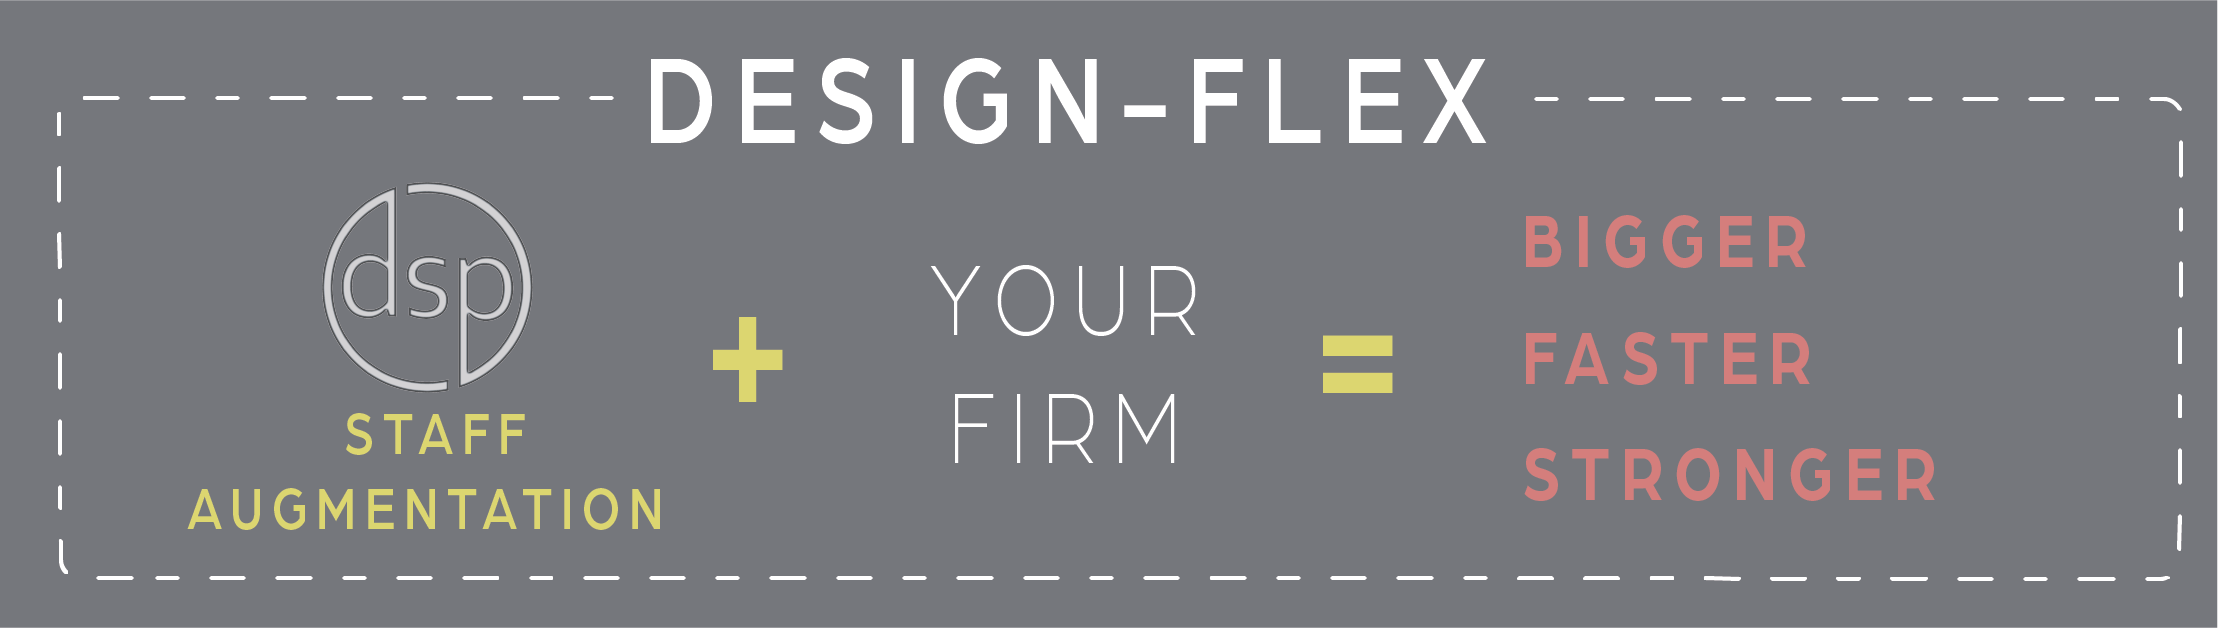 DESIGN-FLEX
dsp
STAFF
AUGMENTATION
+
YOUR
FIRM
=
BIGGER
FASTER
STRONGER